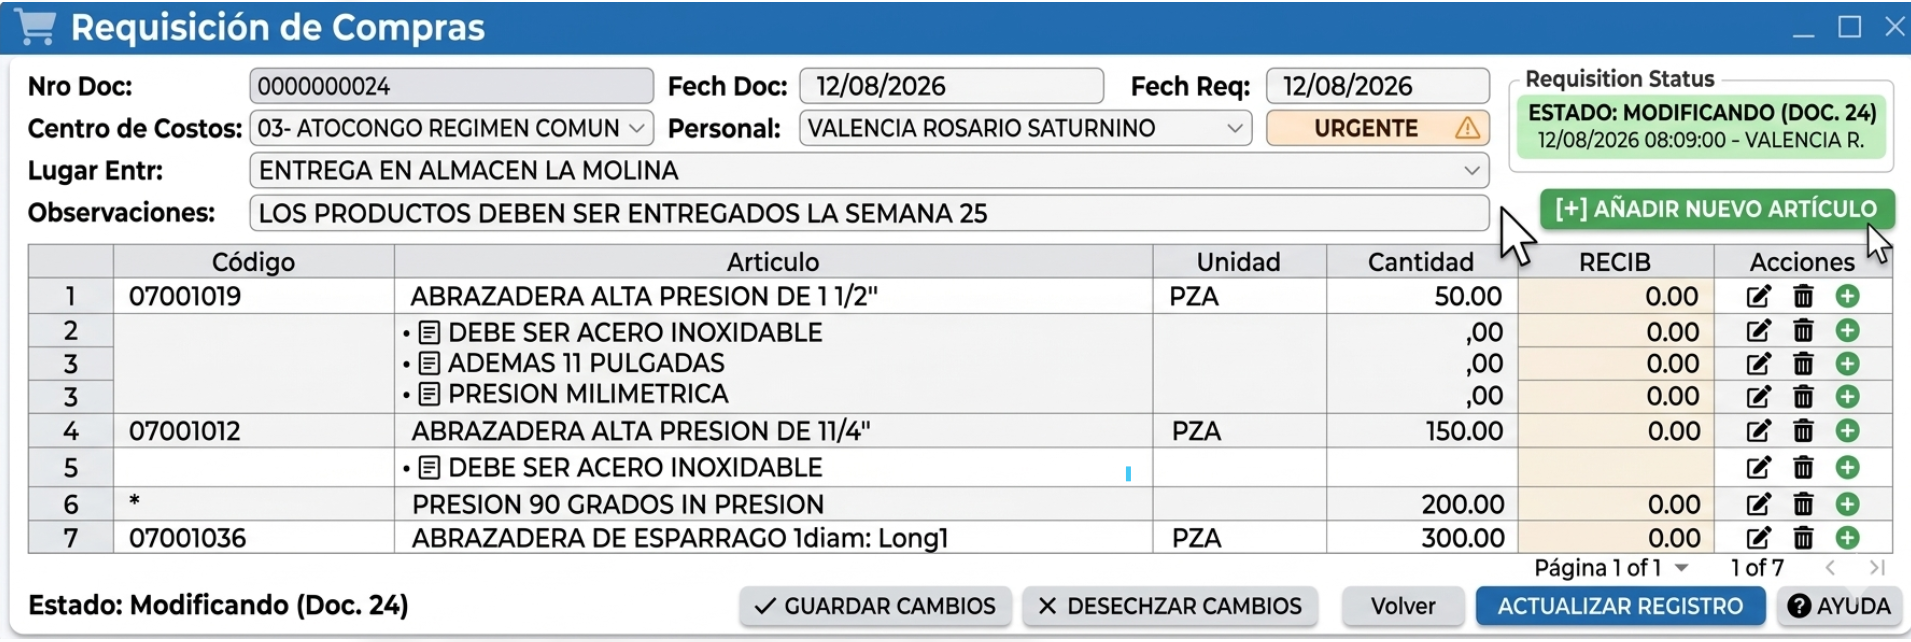 Requisición de Compras
Nro Doc: 0000000024 Fech Doc: 12/08/2026 Fech Req: 12/08/2026
Requisition Status
Centro de Costos: 03- ATOCONGO REGIMEN COMUN Personal: VALENCIA ROSARIO SATURNINO URGENTE
ESTADO: MODIFICANDO (DOC. 24)
12/08/2026 08:09:00 - VALENCIA R.
Lugar Entr: ENTREGA EN ALMACEN LA MOLINA
Observaciones: LOS PRODUCTOS DEBEN SER ENTREGADOS LA SEMANA 25
[+] AÑADIR NUEVO ARTÍCULO
Código Articulo Unidad Cantidad RECIB Acciones
1 07001019 ABRAZADERA ALTA PRESION DE 1 1/2" PZA 50.00 0.00
2 • DEBE SER ACERO INOXIDABLE ,00 0.00
3 • ADEMAS 11 PULGADAS ,00 0.00
3 • PRESION MILIMETRICA ,00 0.00
4 07001012 ABRAZADERA ALTA PRESION DE 11/4" PZA 150.00 0.00
5 • DEBE SER ACERO INOXIDABLE
6 * PRESION 90 GRADOS IN PRESION 200.00 0.00
7 07001036 ABRAZADERA DE ESPARRAGO 1diam: Long1 PZA 300.00 0.00
Página 1 of 1 1 of 7
Estado: Modificando (Doc. 24) GUARDAR CAMBIOS DESECHZAR CAMBIOS Volver ACTUALIZAR REGISTRO AYUDA